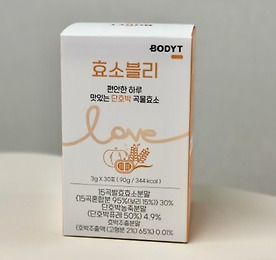 BODYT
효소블리
편안한 하루
맛있는 단호박 곡물효소
love
3g X 30포 (90g / 344 kcal)
15곡발효효소분말
{15곡혼합분 95%(보리 15%)} 30%
단호박농축분말
(단호박퓨레 50%) 4.9%
호박추출분말
{호박추출액 (고형분 2%) 65%} 0.01%